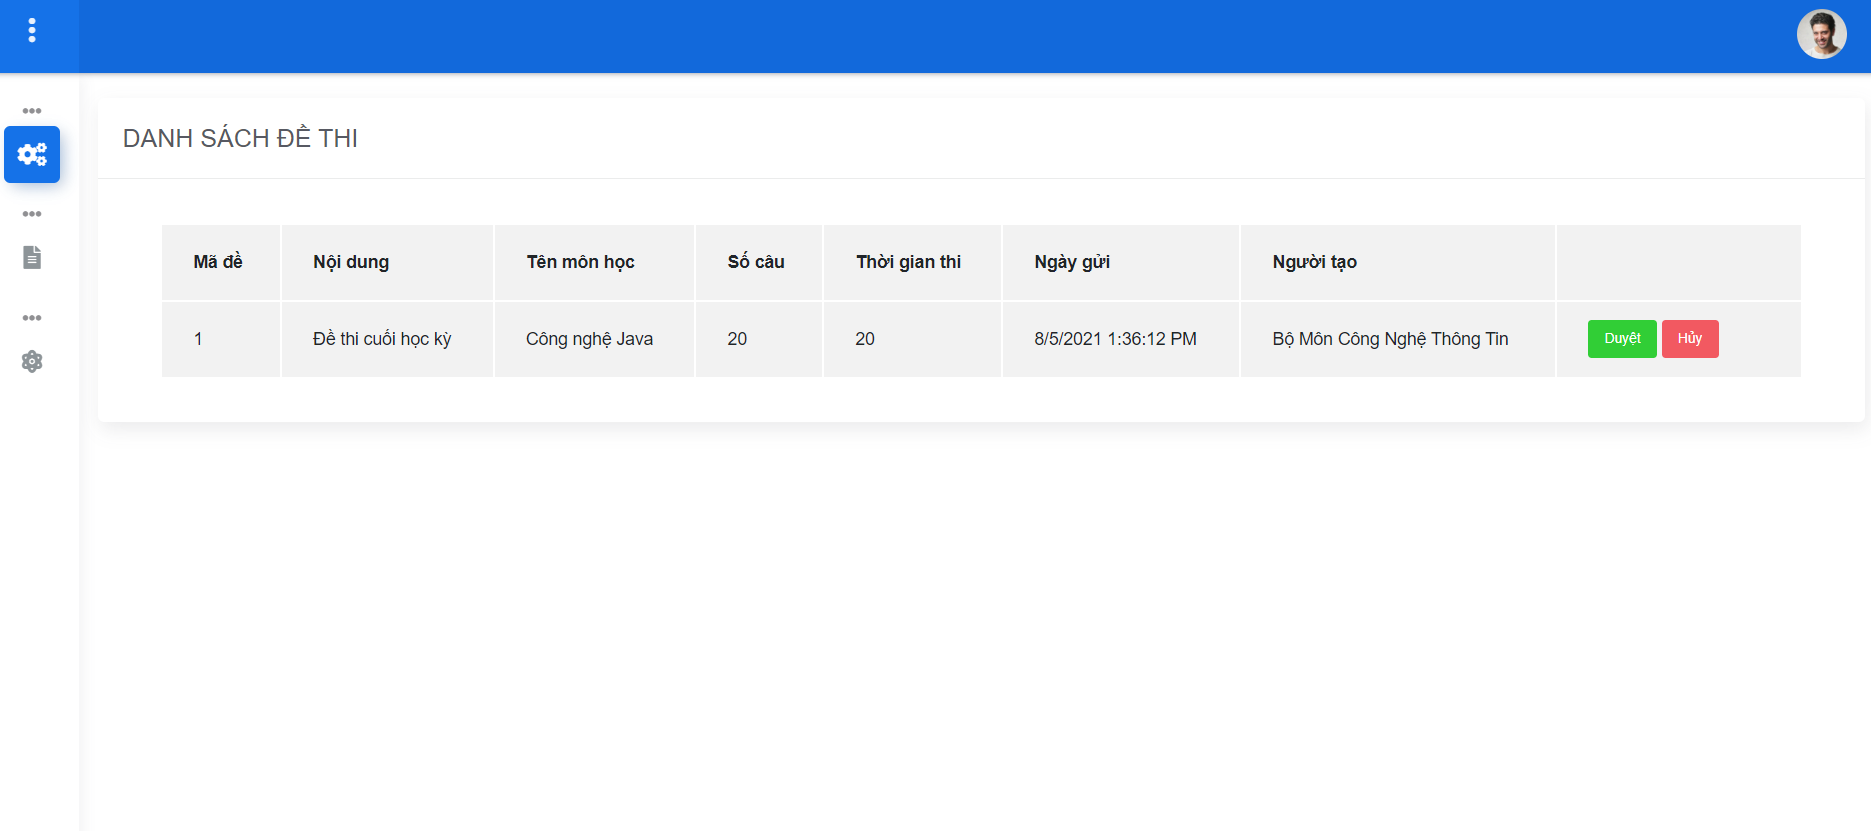 DANH SÁCH ĐỀ THI
Mã đề Nội dung Tên môn học Số câu Thời gian thi Ngày gửi Người tạo
1 Đề thi cuối học kỳ Công nghệ Java 20 20 8/5/2021 1:36:12 PM Bộ Môn Công Nghệ Thông Tin Duyệt Hủy